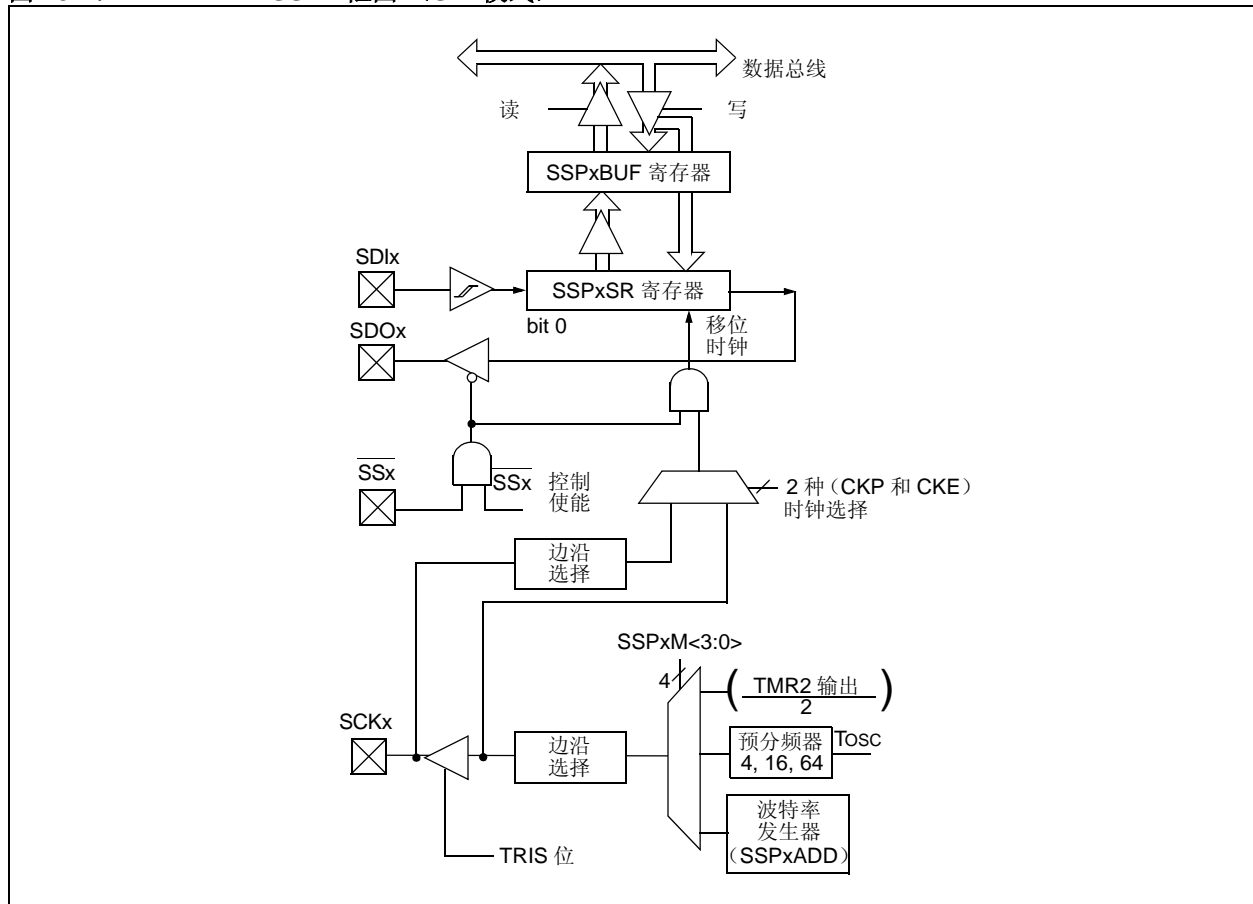 数据总线
读
写
SSPxBUF 寄存器
SDIx
SSPxSR 寄存器
bit 0
移位
时钟
SDOx
SSx
SSx 控制
使能
2 种（CKP 和 CKE）
时钟选择
边沿
选择
SSPxM<3:0>
4
( TMR2 输出
2 )
SCKx
边沿
选择
预分频器
4, 16, 64
TOSC
波特率
发生器
（SSPxADD）
TRIS 位